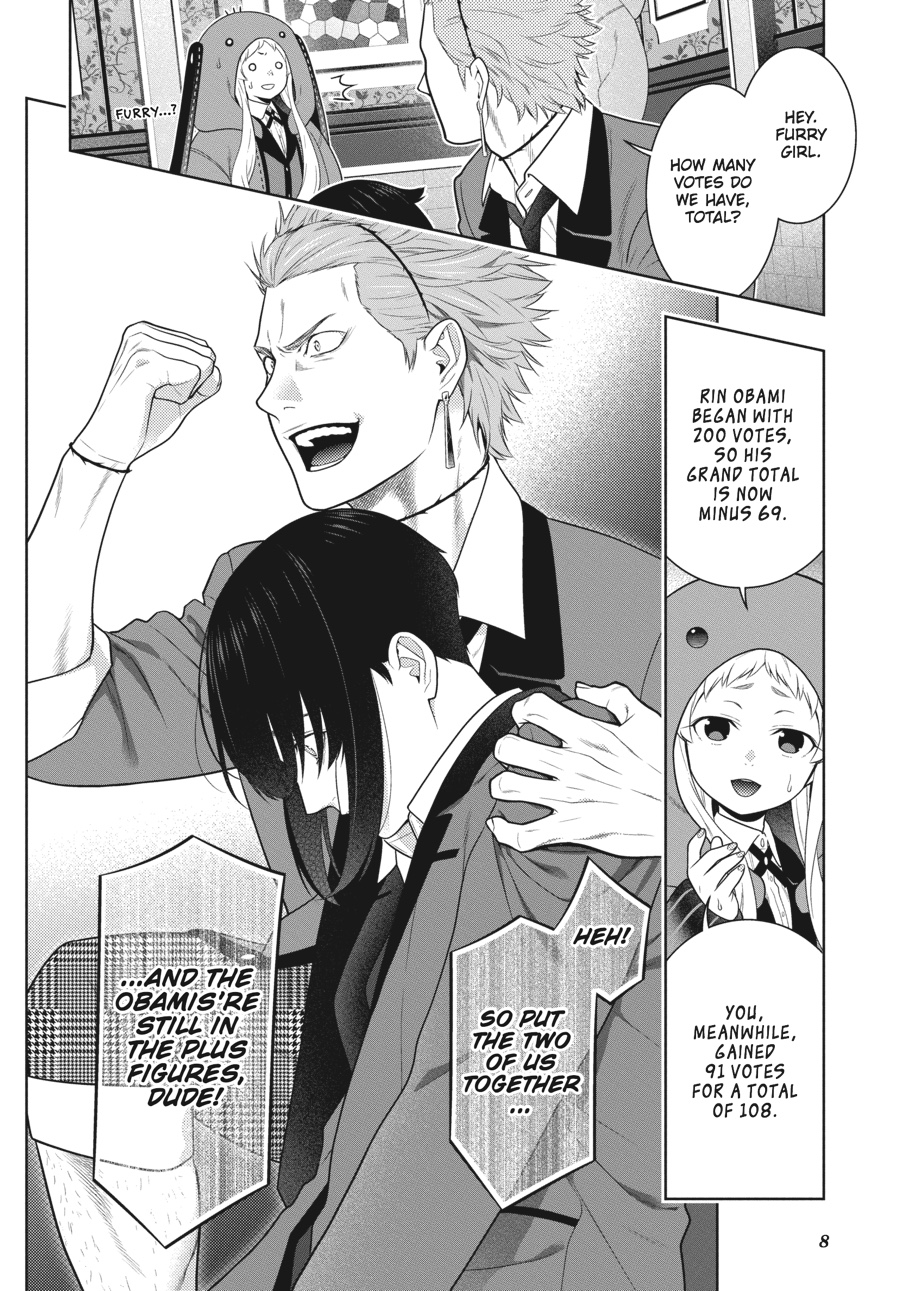 HEY.
FURRY
GIRL.
HOW MANY
VOTES DO
WE HAVE,
TOTAL?
FURRY...?
RIN OBAMI
BEGAN WITH
200 VOTES,
SO HIS
GRAND TOTAL
IS NOW
MINUS 69.
YOU,
MEANWHILE,
GAINED
91 VOTES
FOR A TOTAL
OF 108.
HEH!
SO PUT
THE TWO
OF US
TOGETHER
...
...AND THE
OBAMIS'RE
STILL IN
THE PLUS
FIGURES,
DUDE!
8